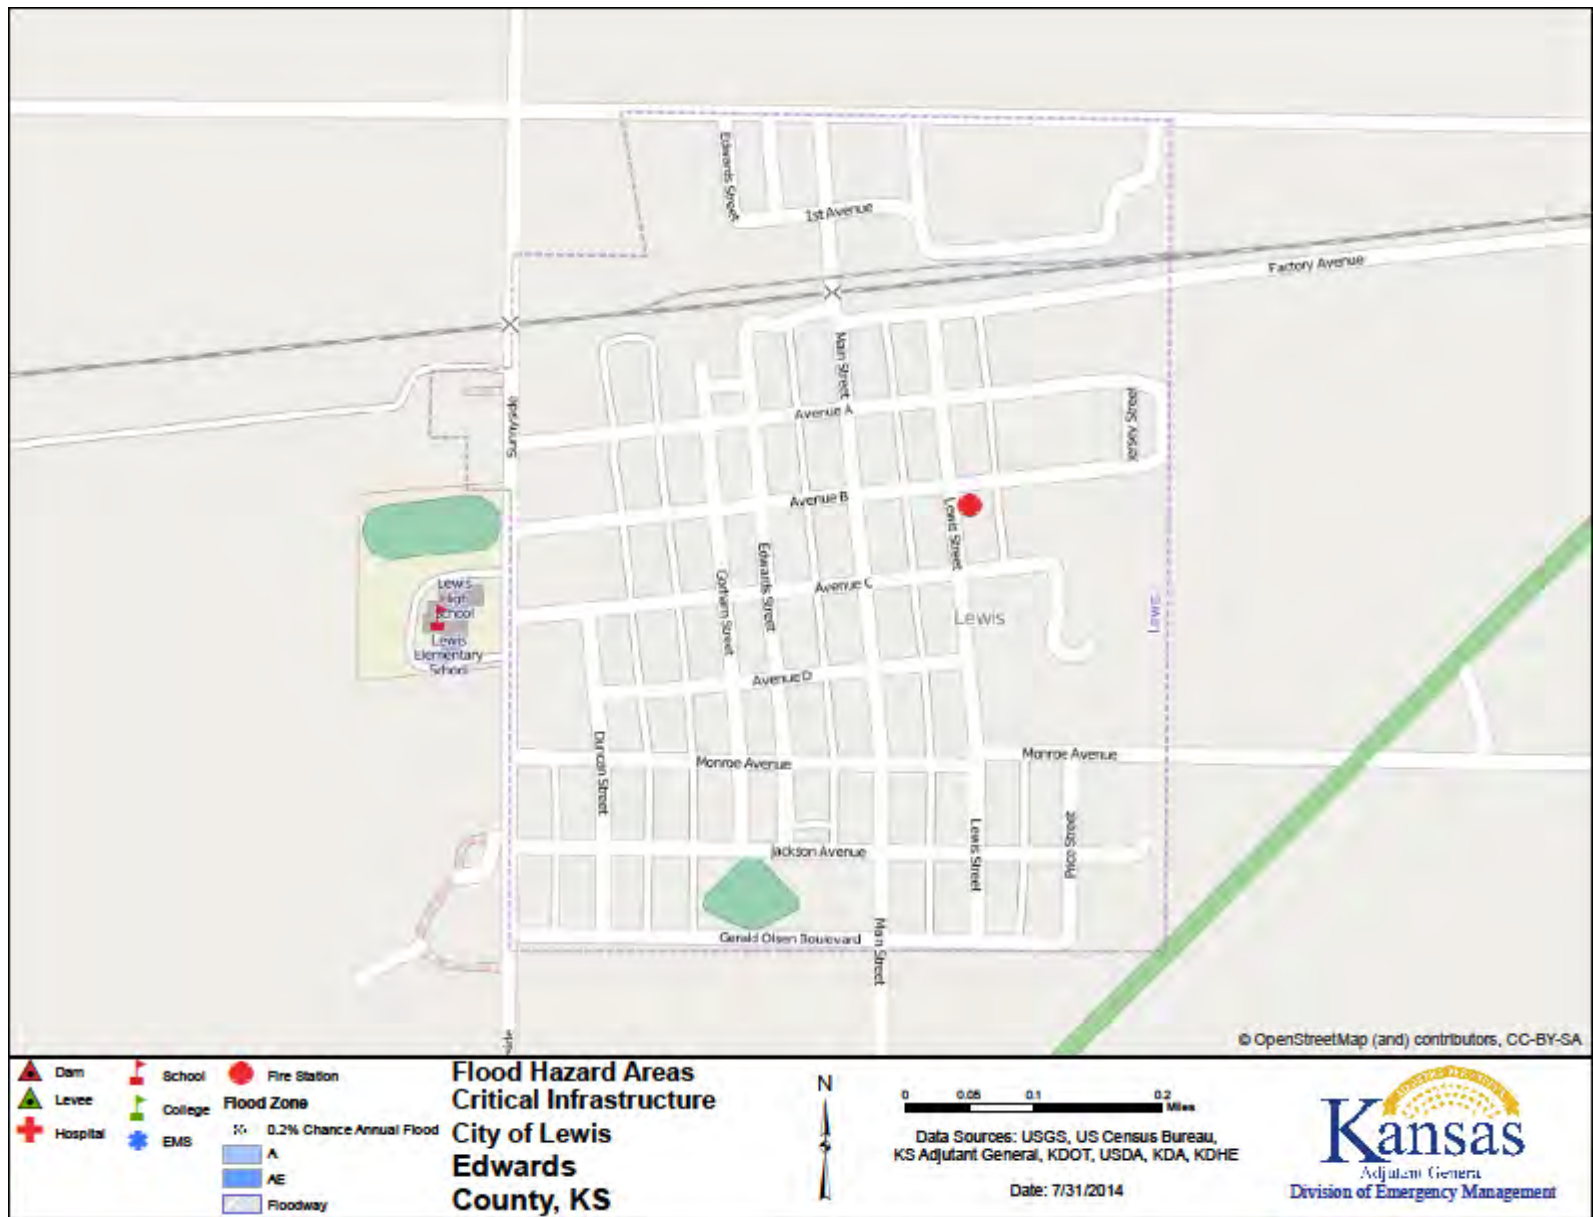 Edwards Street
1st Avenue
Factory Avenue
Main Street
Sunnyside
Avenue A
Jersey Street
Avenue B
Lewis Street
Lewis
High
School
Lewis
Elementary
School
Gorham Street
Edwards Street
Avenue C
Lewis
Lewis
Avenue D
Duncan Street
Monroe Avenue
Monroe Avenue
Jackson Avenue
Lewis Street
Price Street
Gerald Olsen Boulevard
Main Street
© OpenStreetMap (and) contributors, CC-BY-SA
Dam
Levee
Hospital
School
College
EMS
Fire Station
Flood Zone
0.2% Chance Annual Flood
A
AE
Floodway
Flood Hazard Areas
Critical Infrastructure
City of Lewis
Edwards
County, KS
N
0 0.05 0.1 0.2
Miles
Data Sources: USGS, US Census Bureau,
KS Adjutant General, KDOT, USDA, KDA, KDHE
Date: 7/31/2014
Kansas
Adjutant General
Division of Emergency Management